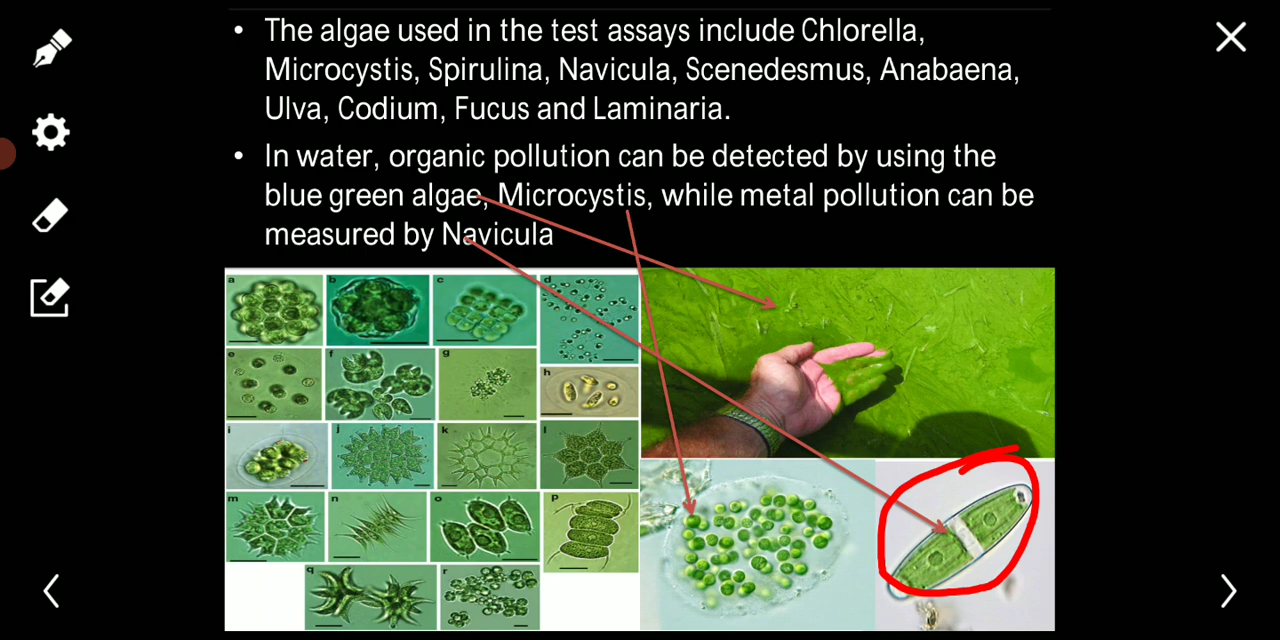 • The algae used in the test assays include Chlorella,
Microcystis, Spirulina, Navicula, Scenedesmus, Anabaena,
Ulva, Codium, Fucus and Laminaria.
• In water, organic pollution can be detected by using the
blue green algae, Microcystis, while metal pollution can be
measured by Navicula
a b c d
e f g h
i j k l
m n o p
q r